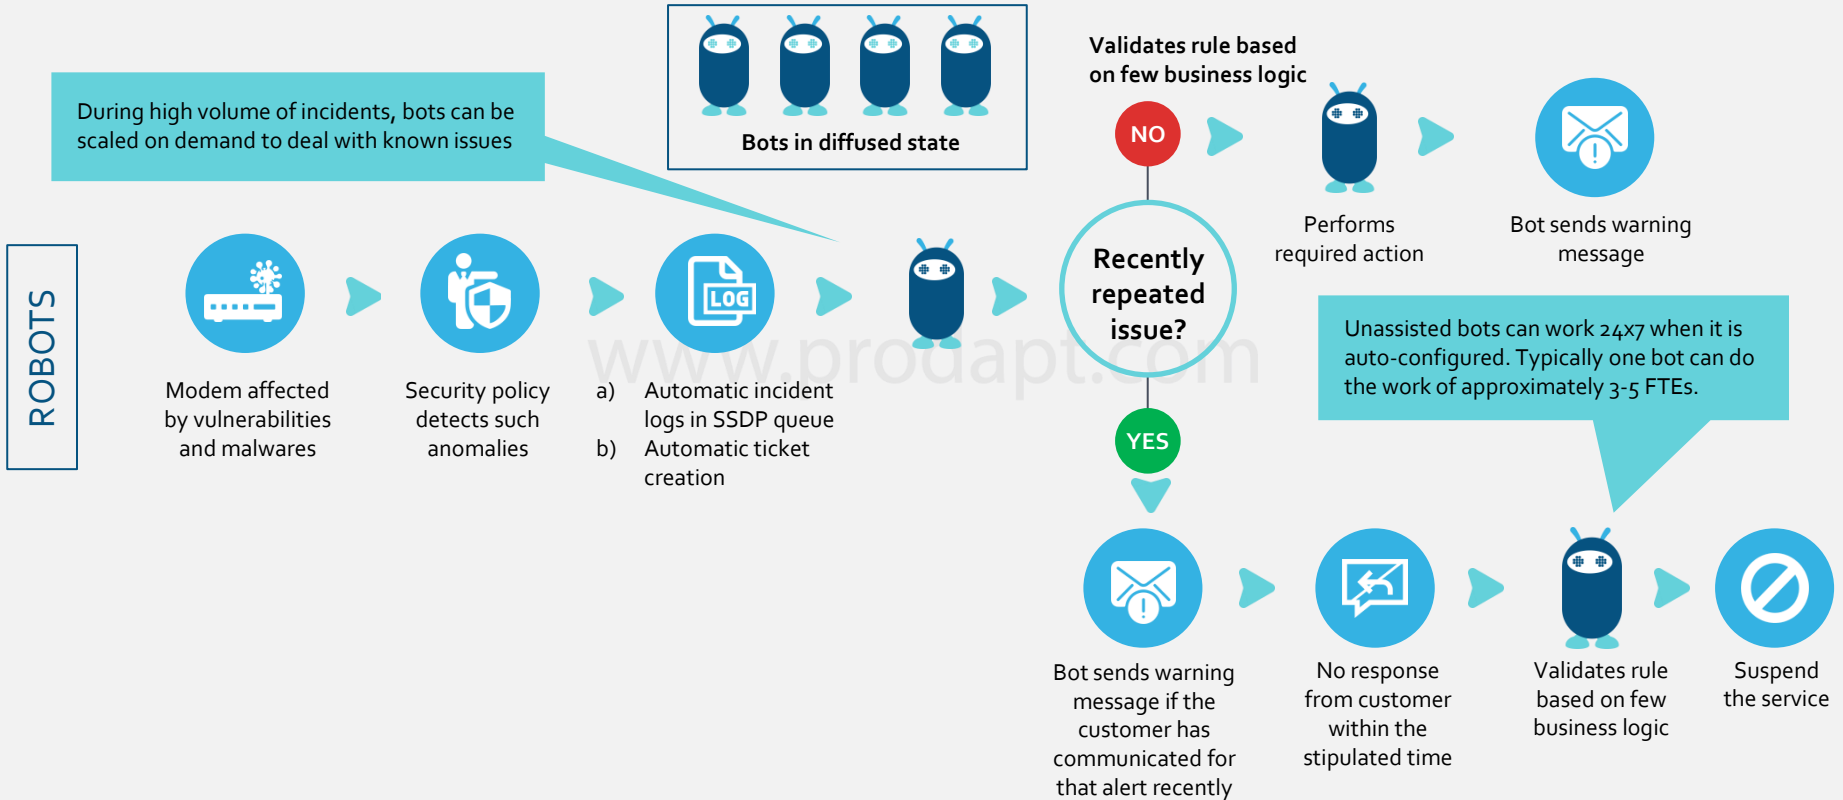 During high volume of incidents, bots can be
scaled on demand to deal with known issues
Bots in diffused state
Validates rule based
on few business logic
NO
Performs
required action
Bot sends warning
message
ROBOTS
Modem affected
by vulnerabilities
and malwares
Security policy
detects such
anomalies
LOG
a) Automatic incident
logs in SSDP queue
b) Automatic ticket
creation
Recently
repeated
issue?
www.prodapt.com
YES
Unassisted bots can work 24x7 when it is
auto-configured. Typically one bot can do
the work of approximately 3-5 FTEs.
Bot sends warning
message if the
customer has
communicated for
that alert recently
No response
from customer
within the
stipulated time
Validates rule
based on few
business logic
Suspend
the service